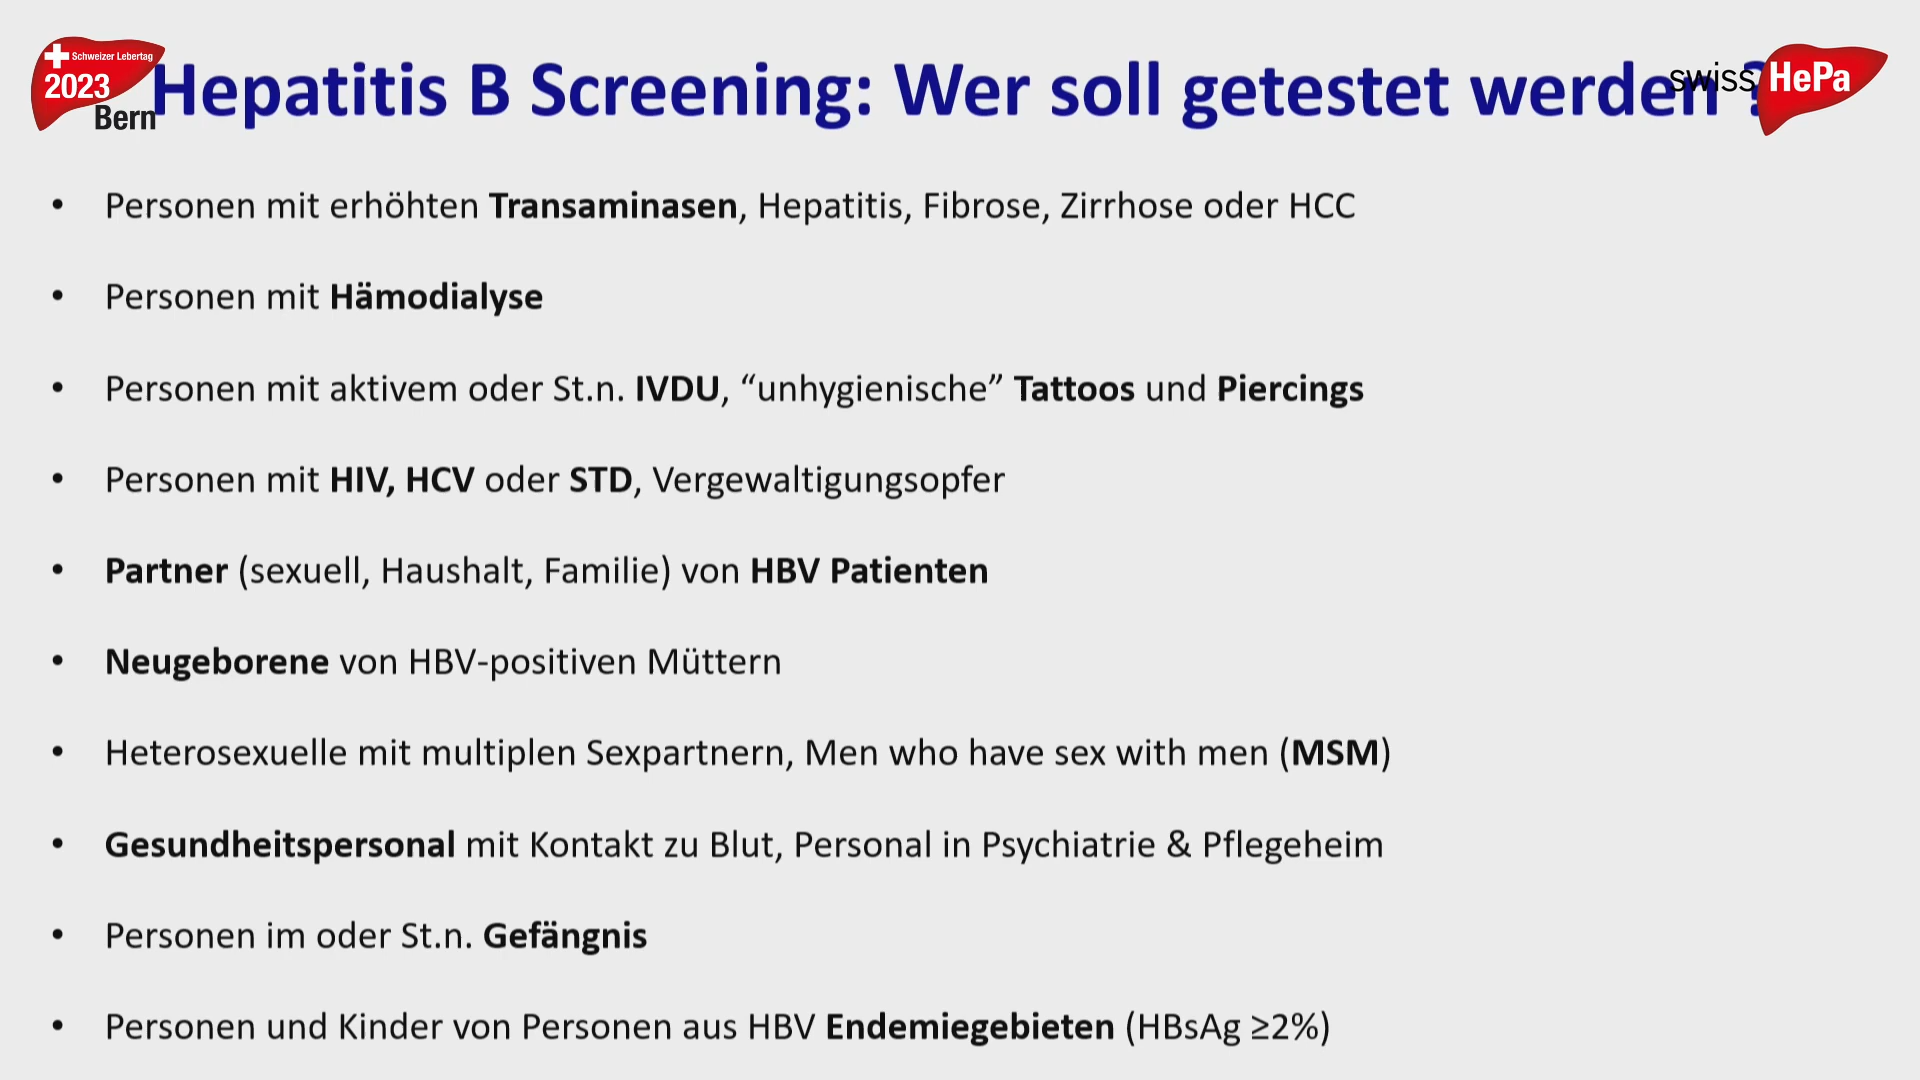 Schweizer Lebertag
2023
Bern
Hepatitis B Screening: Wer soll getestet werden ?
swiss HePa
• Personen mit erhöhten Transaminasen, Hepatitis, Fibrose, Zirrhose oder HCC
• Personen mit Hämodialyse
• Personen mit aktivem oder St.n. IVDU, “unhygienische” Tattoos und Piercings
• Personen mit HIV, HCV oder STD, Vergewaltigungsopfer
• Partner (sexuell, Haushalt, Familie) von HBV Patienten
• Neugeborene von HBV-positiven Müttern
• Heterosexuelle mit multiplen Sexpartnern, Men who have sex with men (MSM)
• Gesundheitspersonal mit Kontakt zu Blut, Personal in Psychiatrie & Pflegeheim
• Personen im oder St.n. Gefängnis
• Personen und Kinder von Personen aus HBV Endemiegebieten (HBsAg ≥2%)